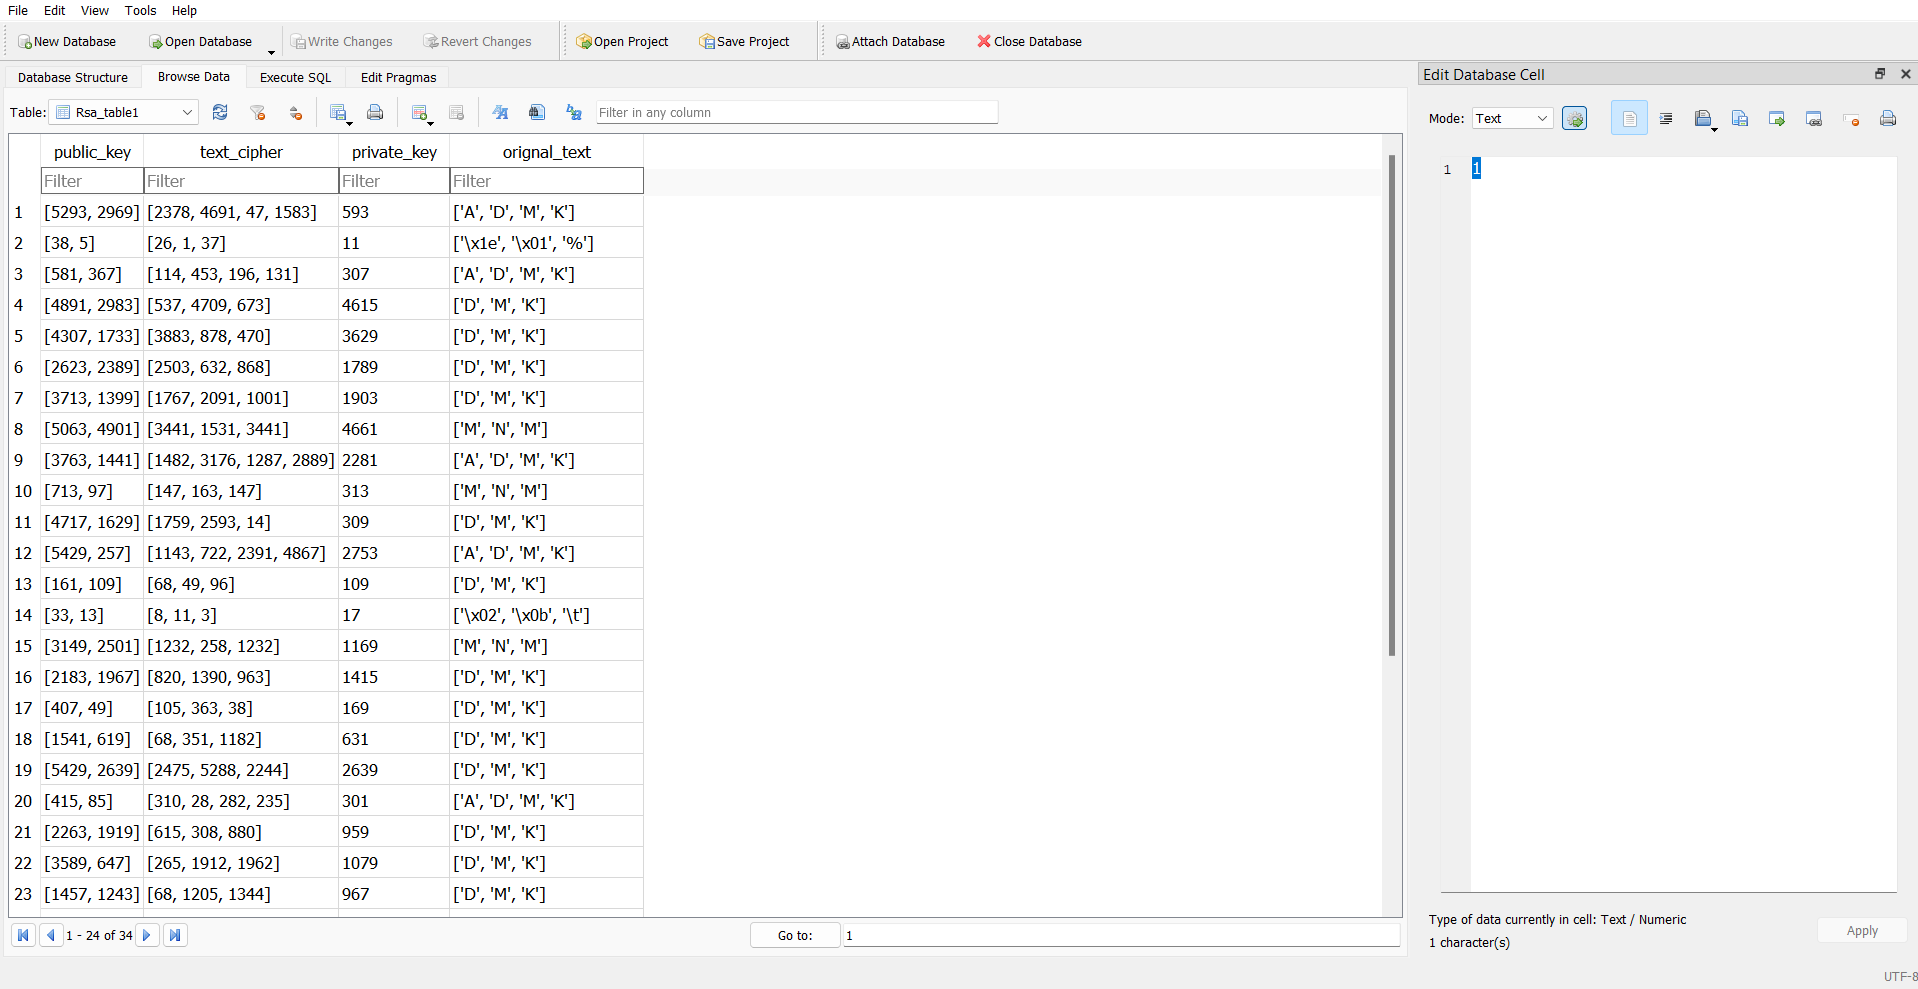 File Edit View Tools Help
New Database Open Database Write Changes Revert Changes Open Project Save Project Attach Database Close Database
Database Structure Browse Data Execute SQL Edit Pragmas
Table: Rsa_table1 Filter in any column
public_key text_cipher private_key orignal_text
Filter Filter Filter Filter
1 [5293, 2969] [2378, 4691, 47, 1583] 593 ['A', 'D', 'M', 'K']
2 [38, 5] [26, 1, 37] 11 ['\x1e', '\x01', '%']
3 [581, 367] [114, 453, 196, 131] 307 ['A', 'D', 'M', 'K']
4 [4891, 2983] [537, 4709, 673] 4615 ['D', 'M', 'K']
5 [4307, 1733] [3883, 878, 470] 3629 ['D', 'M', 'K']
6 [2623, 2389] [2503, 632, 868] 1789 ['D', 'M', 'K']
7 [3713, 1399] [1767, 2091, 1001] 1903 ['D', 'M', 'K']
8 [5063, 4901] [3441, 1531, 3441] 4661 ['M', 'N', 'M']
9 [3763, 1441] [1482, 3176, 1287, 2889] 2281 ['A', 'D', 'M', 'K']
10 [713, 97] [147, 163, 147] 313 ['M', 'N', 'M']
11 [4717, 1629] [1759, 2593, 14] 309 ['D', 'M', 'K']
12 [5429, 257] [1143, 722, 2391, 4867] 2753 ['A', 'D', 'M', 'K']
13 [161, 109] [68, 49, 96] 109 ['D', 'M', 'K']
14 [33, 13] [8, 11, 3] 17 ['\x02', '\x0b', '\t']
15 [3149, 2501] [1232, 258, 1232] 1169 ['M', 'N', 'M']
16 [2183, 1967] [820, 1390, 963] 1415 ['D', 'M', 'K']
17 [407, 49] [105, 363, 38] 169 ['D', 'M', 'K']
18 [1541, 619] [68, 351, 1182] 631 ['D', 'M', 'K']
19 [5429, 2639] [2475, 5288, 2244] 2639 ['D', 'M', 'K']
20 [415, 85] [310, 28, 282, 235] 301 ['A', 'D', 'M', 'K']
21 [2263, 1919] [615, 308, 880] 959 ['D', 'M', 'K']
22 [3589, 647] [265, 1912, 1962] 1079 ['D', 'M', 'K']
23 [1457, 1243] [68, 1205, 1344] 967 ['D', 'M', 'K']
1 - 24 of 34 Go to: 1
Edit Database Cell
Mode: Text
1 1
Type of data currently in cell: Text / Numeric
1 character(s)
Apply
UTF-8